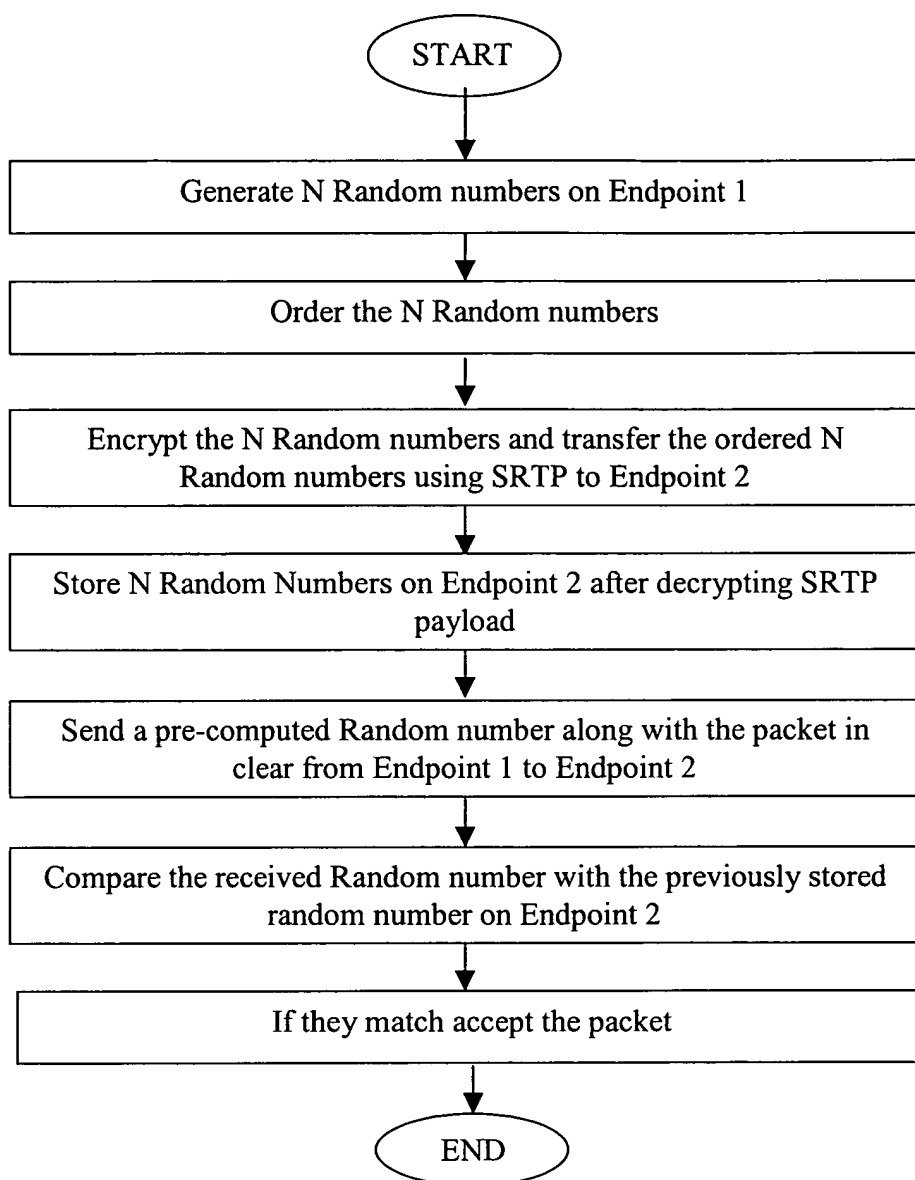 START
Generate N Random numbers on Endpoint 1
Order the N Random numbers
Encrypt the N Random numbers and transfer the ordered N
Random numbers using SRTP to Endpoint 2
Store N Random Numbers on Endpoint 2 after decrypting SRTP
payload
Send a pre-computed Random number along with the packet in
clear from Endpoint 1 to Endpoint 2
Compare the received Random number with the previously stored
random number on Endpoint 2
If they match accept the packet
END